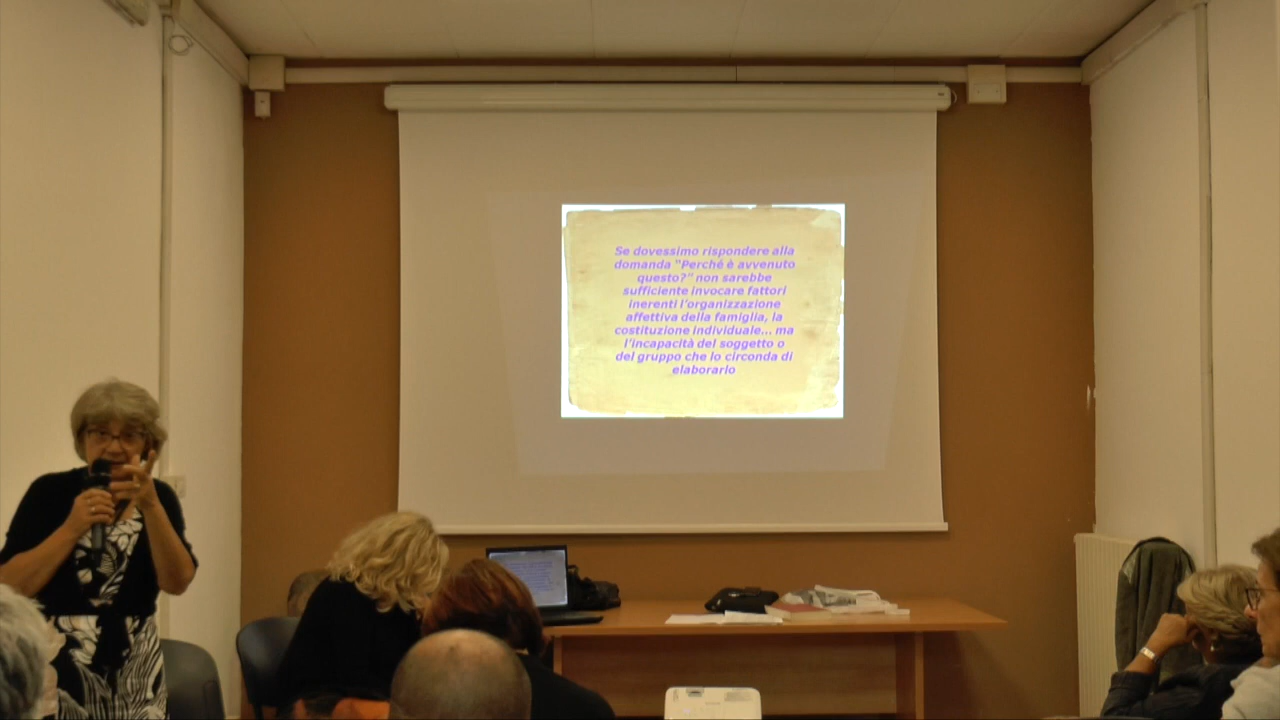 Se dovessimo rispondere alla
domanda "Perché è avvenuto
questo?" non sarebbe
sufficiente invocare fattori
inerenti l'organizzazione
affettiva della famiglia, la
costituzione individuale... ma
l'incapacità del soggetto o
del gruppo che lo circonda di
elaborarlo